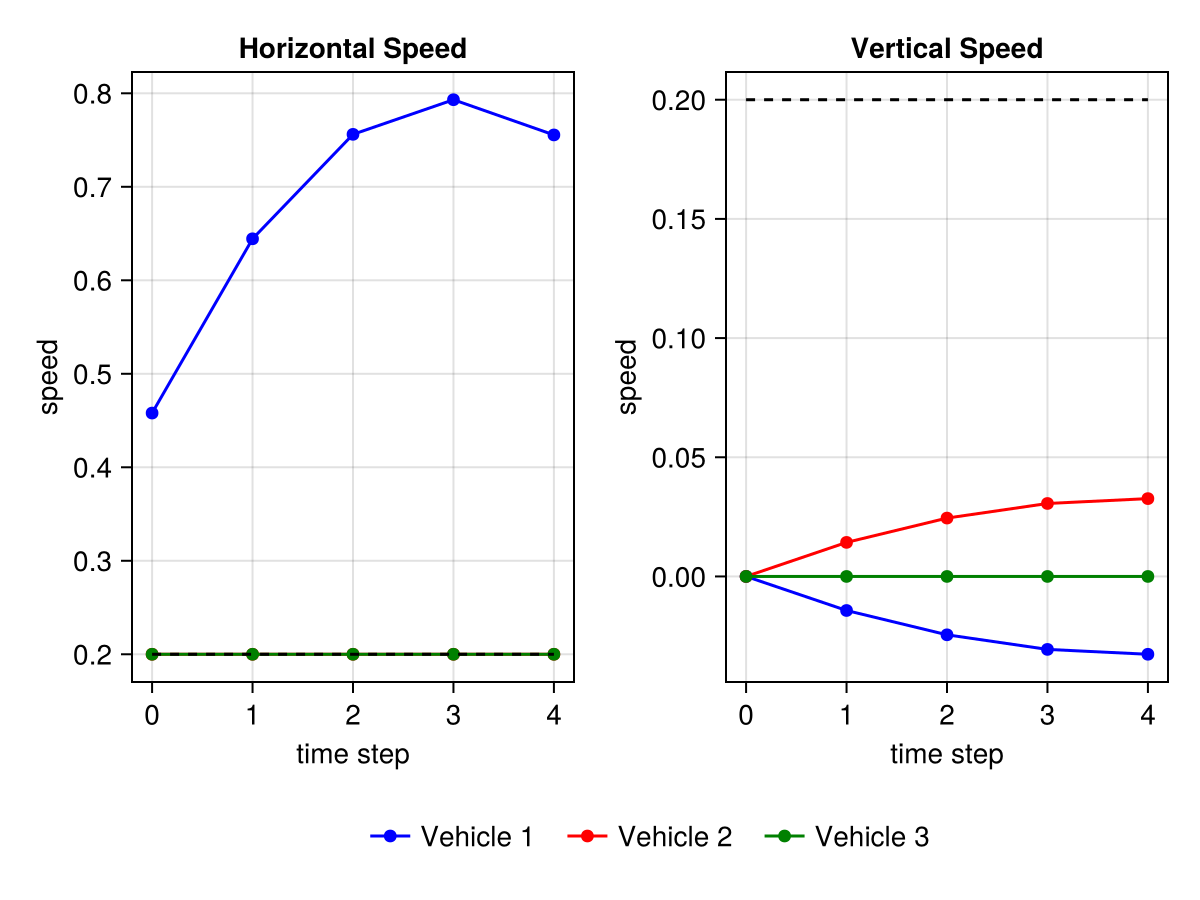 Horizontal Speed
0.8
0.7
0.6
0.5
0.4
0.3
0.2
speed
0 1 2 3 4
time step
Vertical Speed
0.20
0.15
0.10
0.05
0.00
speed
0 1 2 3 4
time step
Vehicle 1 Vehicle 2 Vehicle 3